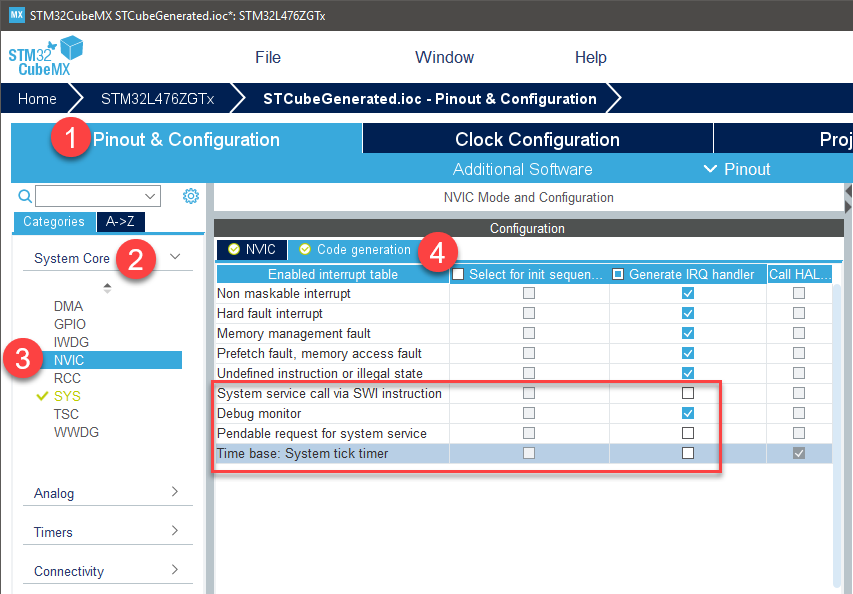 MX STM32CubeMX STCubeGenerated.ioc*: STM32L476ZGTx
STM32
CubeMX
File Window Help
Home STM32L476ZGTx STCubeGenerated.ioc - Pinout & Configuration
1 Pinout & Configuration Clock Configuration Proj
Additional Software Pinout
NVIC Mode and Configuration
Categories A->Z
Configuration
System Core 2
NVIC Code generation 4
Enabled interrupt table Select for init sequen... Generate IRQ handler Call HAL...
Non maskable interrupt
Hard fault interrupt
Memory management fault
Prefetch fault, memory access fault
Undefined instruction or illegal state
System service call via SWI instruction
Debug monitor
Pendable request for system service
Time base: System tick timer
DMA
GPIO
IWDG
3 NVIC
RCC
SYS
TSC
WWDG
Analog
Timers
Connectivity